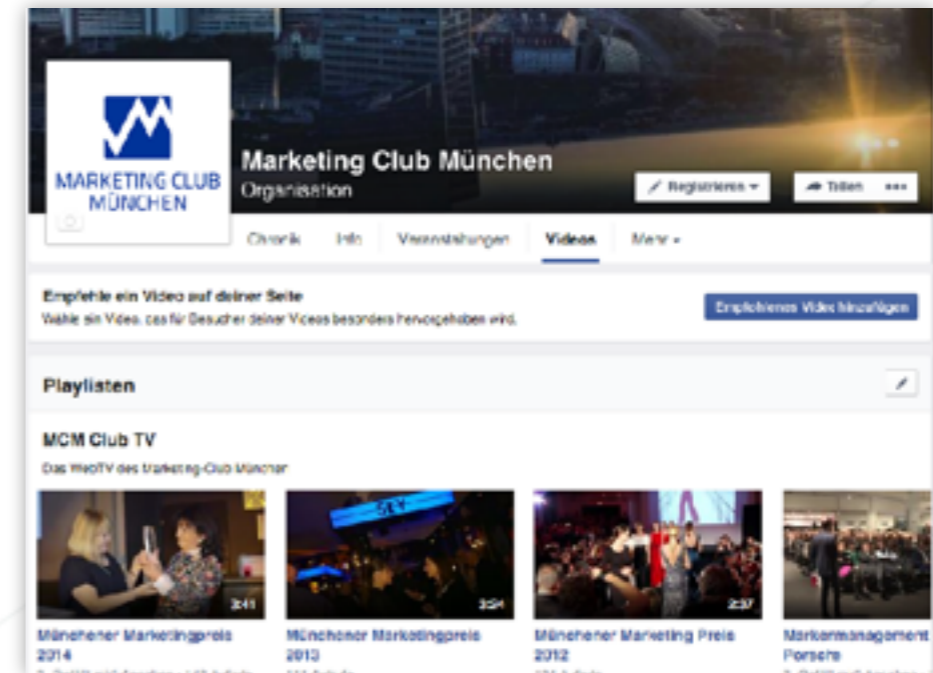 MARKETING CLUB
MÜNCHEN
Marketing Club München
Organisation
Registrieren
Teilen
Chronik Info Veranstaltungen Videos Mehr
Empfehle ein Video auf deiner Seite
Wähle ein Video, das für Besucher deiner Videos besonders hervorgehoben wird.
Empfohlenes Video hinzufügen
Playlisten
MCM Club TV
Das WebTV des Marketing-Club München
3:41
2:37
Münchener Marketingpreis
2014
Münchener Marketingpreis
2013
Münchener Marketing Preis
2012
Markenmanagement
Porsche